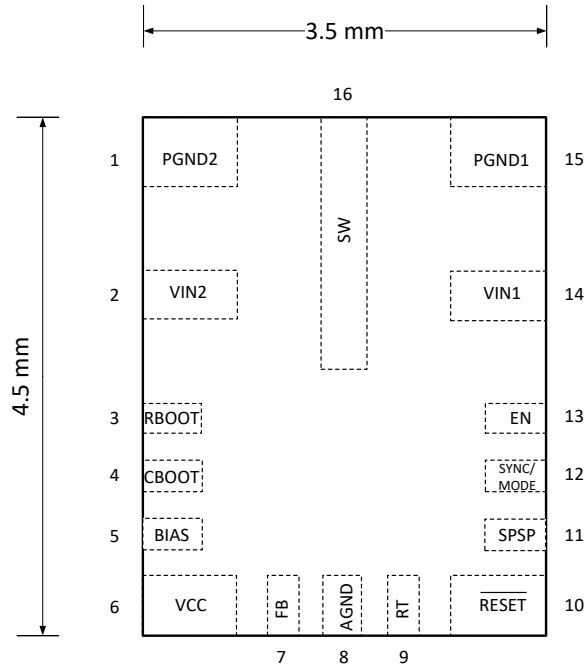 3.5 mm
16
1 PGND2 PGND1 15
SW
2 VIN2 VIN1 14
4.5 mm
3 RBOOT EN 13
4 CBOOT SYNC/
MODE 12
5 BIAS SPSP 11
6 VCC FB AGND RT RESET 10
7 8 9